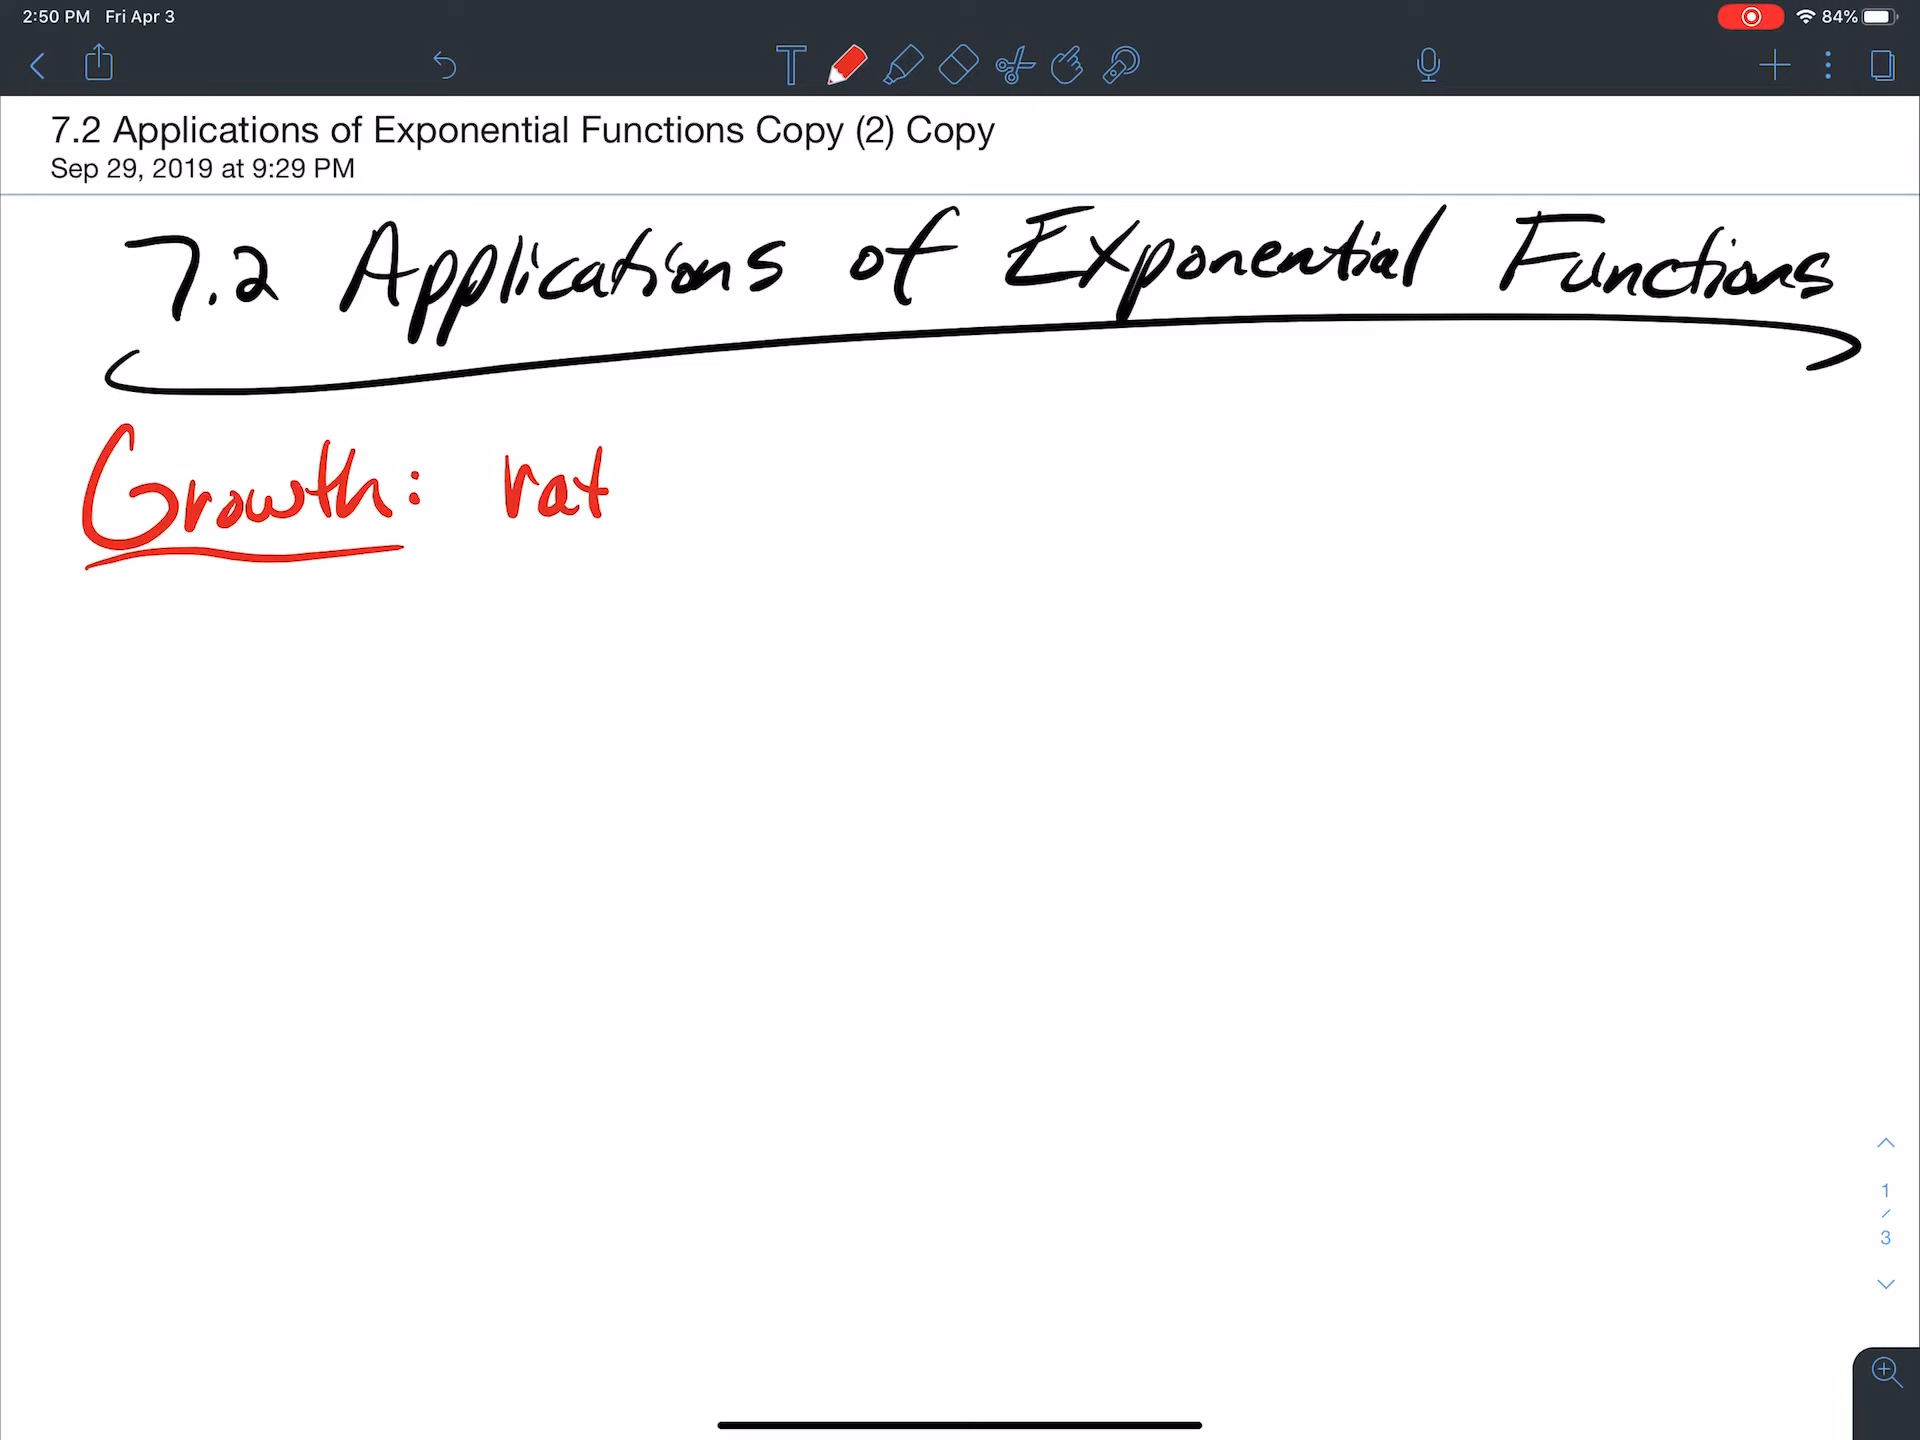 2:50 PM Fri Apr 3
84%
7.2 Applications of Exponential Functions Copy (2) Copy
Sep 29, 2019 at 9:29 PM
7.2 Applications of Exponential Functions
Growth: rat
1
/
3